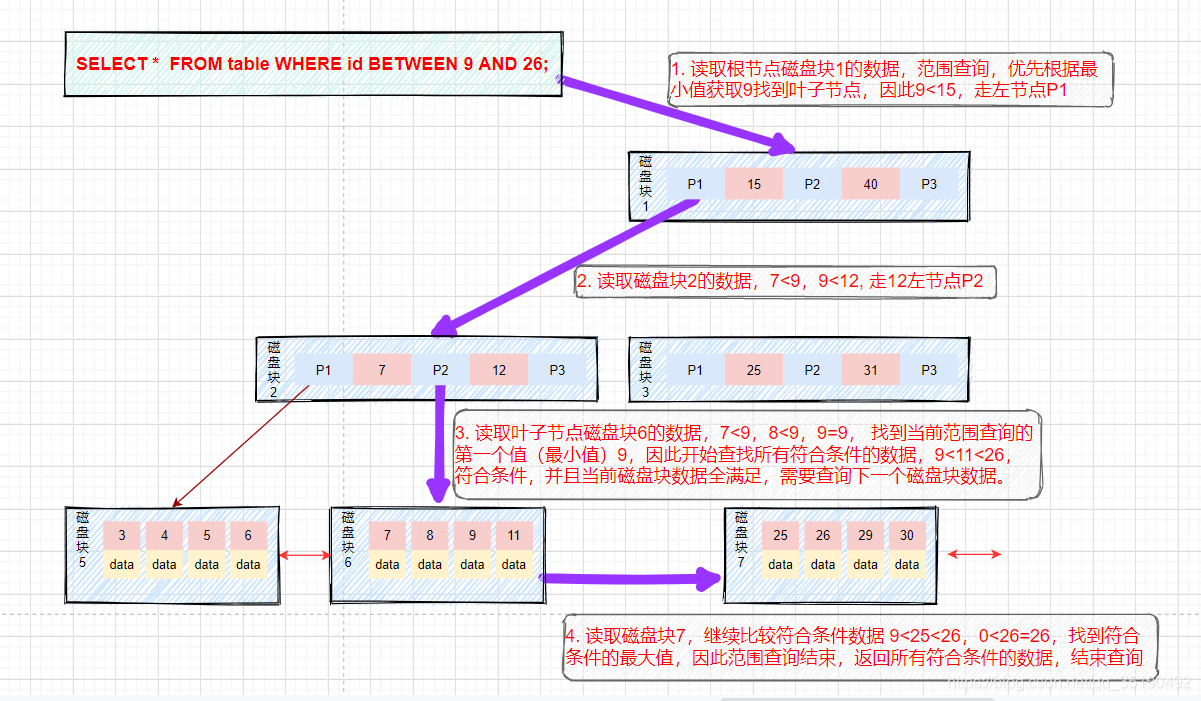 SELECT * FROM table WHERE id BETWEEN 9 AND 26;
1. 读取根节点磁盘块1的数据，范围查询，优先根据最
小值获取9找到叶子节点，因此9<15，走左节点P1
磁
盘
块
1
P1 15 P2 40 P3
2. 读取磁盘块2的数据，7<9，9<12, 走12左节点P2
磁
盘
块
2
P1 7 P2 12 P3
磁
盘
块
3
P1 25 P2 31 P3
3. 读取叶子节点磁盘块6的数据，7<9，8<9，9=9， 找到当前范围查询的
第一个值（最小值）9，因此开始查找所有符合条件的数据，9<11<26，
符合条件，并且当前磁盘块数据全满足，需要查询下一个磁盘块数据。
磁
盘
块
5
3 4 5 6
data data data data
磁
盘
块
6
7 8 9 11
data data data data
磁
盘
块
7
25 26 29 30
data data data data
4. 读取磁盘块7，继续比较符合条件数据 9<25<26，0<26=26，找到符合
条件的最大值，因此范围查询结束，返回所有符合条件的数据，结束查询